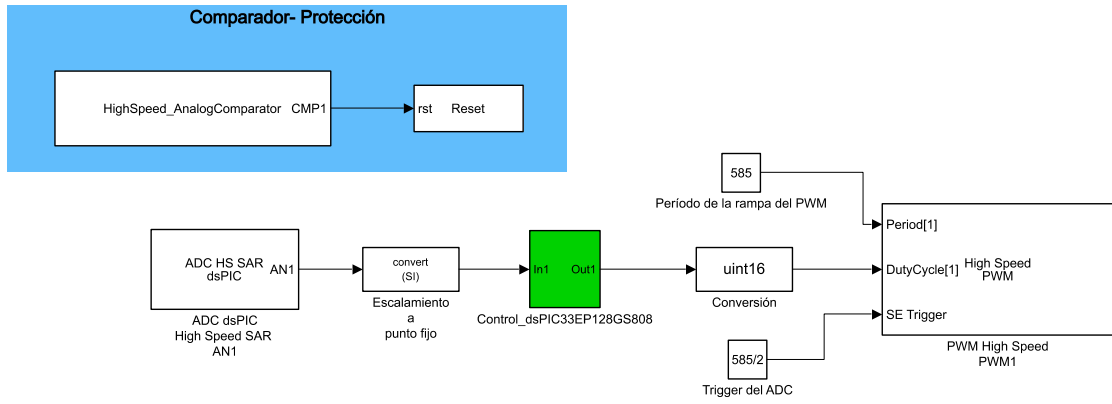 Comparador- Protección
HighSpeed_AnalogComparator
CMP1
rst
Reset
585
Período de la rampa del PWM
Period[1]
DutyCycle[1]
SE Trigger
High Speed
PWM
PWM High Speed
PWM1
ADC HS SAR
dsPIC
AN1
ADC dsPIC
High Speed SAR
AN1
convert
(SI)
Escalamiento
a
punto fijo
In1
Out1
Control_dsPIC33EP128GS808
uint16
Conversión
585/2
Trigger del ADC